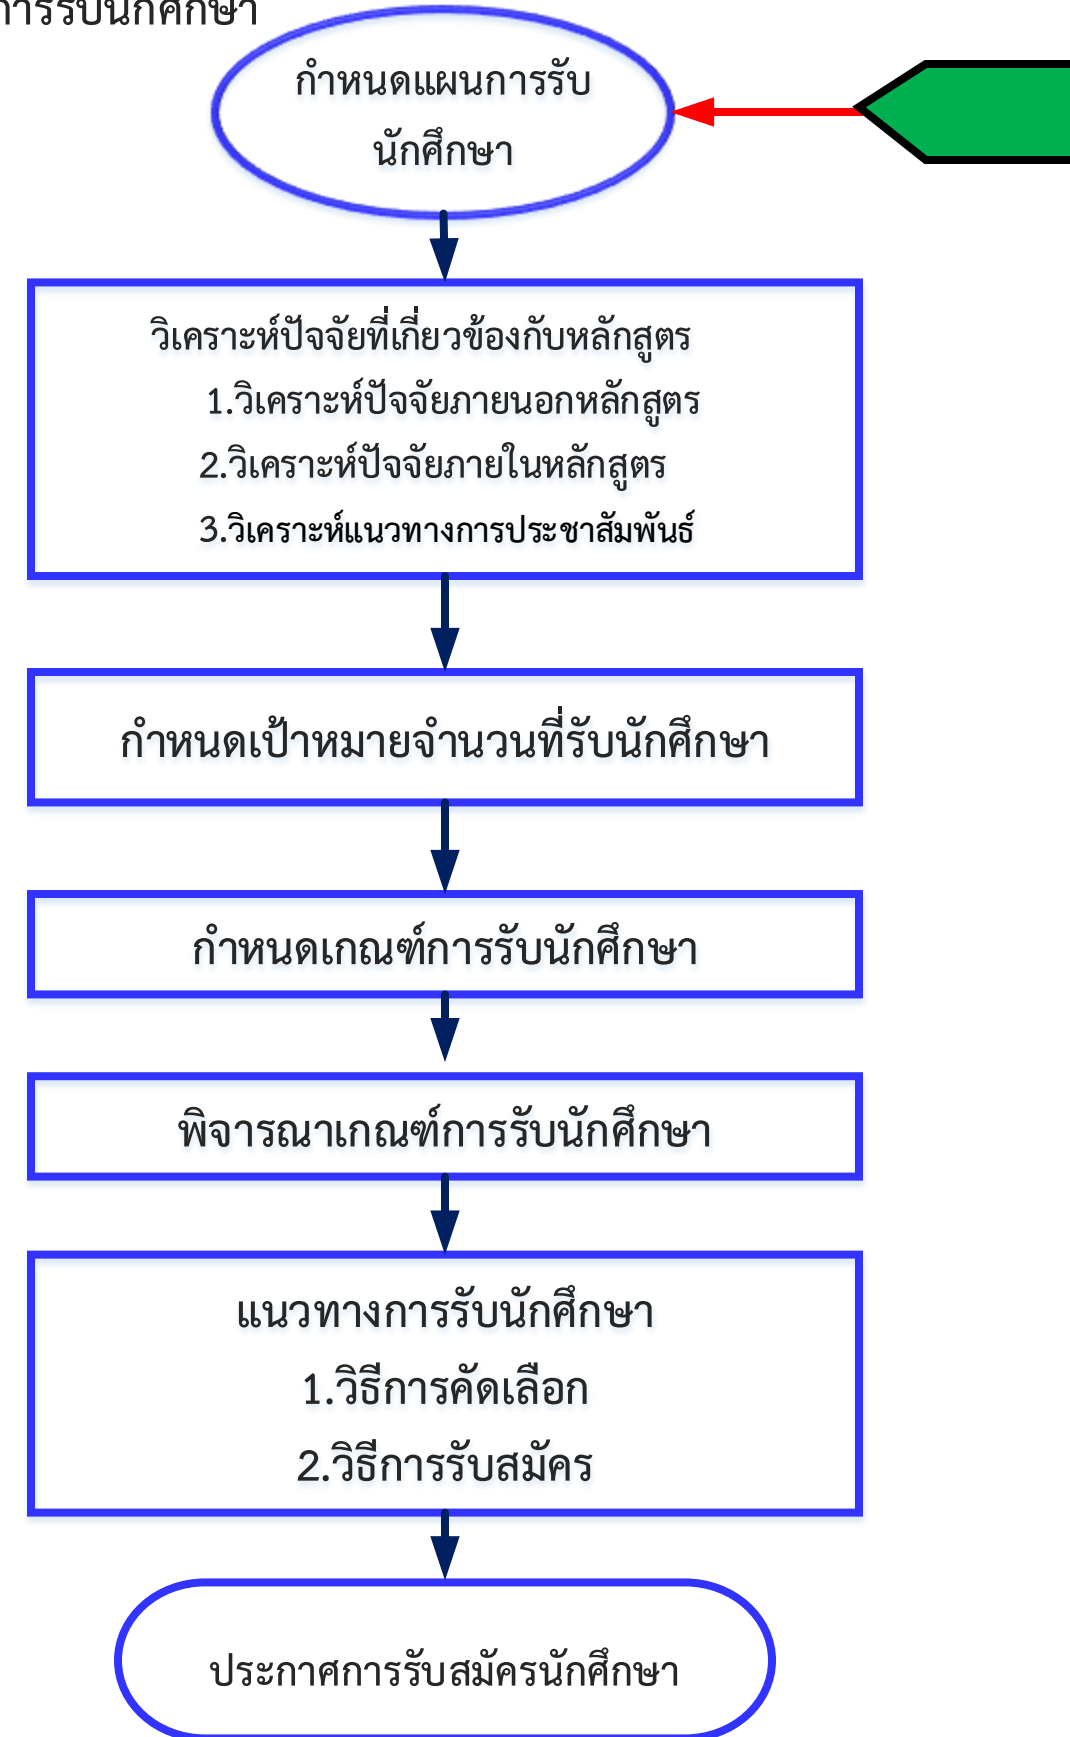 การรับนักศึกษา
กำหนดแผนการรับ
นักศึกษา
วิเคราะห์ปัจจัยที่เกี่ยวข้องกับหลักสูตร
1.วิเคราะห์ปัจจัยภายนอกหลักสูตร
2.วิเคราะห์ปัจจัยภายในหลักสูตร
3.วิเคราะห์แนวทางการประชาสัมพันธ์
กำหนดเป้าหมายจำนวนที่รับนักศึกษา
กำหนดเกณฑ์การรับนักศึกษา
พิจารณาเกณฑ์การรับนักศึกษา
แนวทางการรับนักศึกษา
1.วิธีการคัดเลือก
2.วิธีการรับสมัคร
ประกาศการรับสมัครนักศึกษา